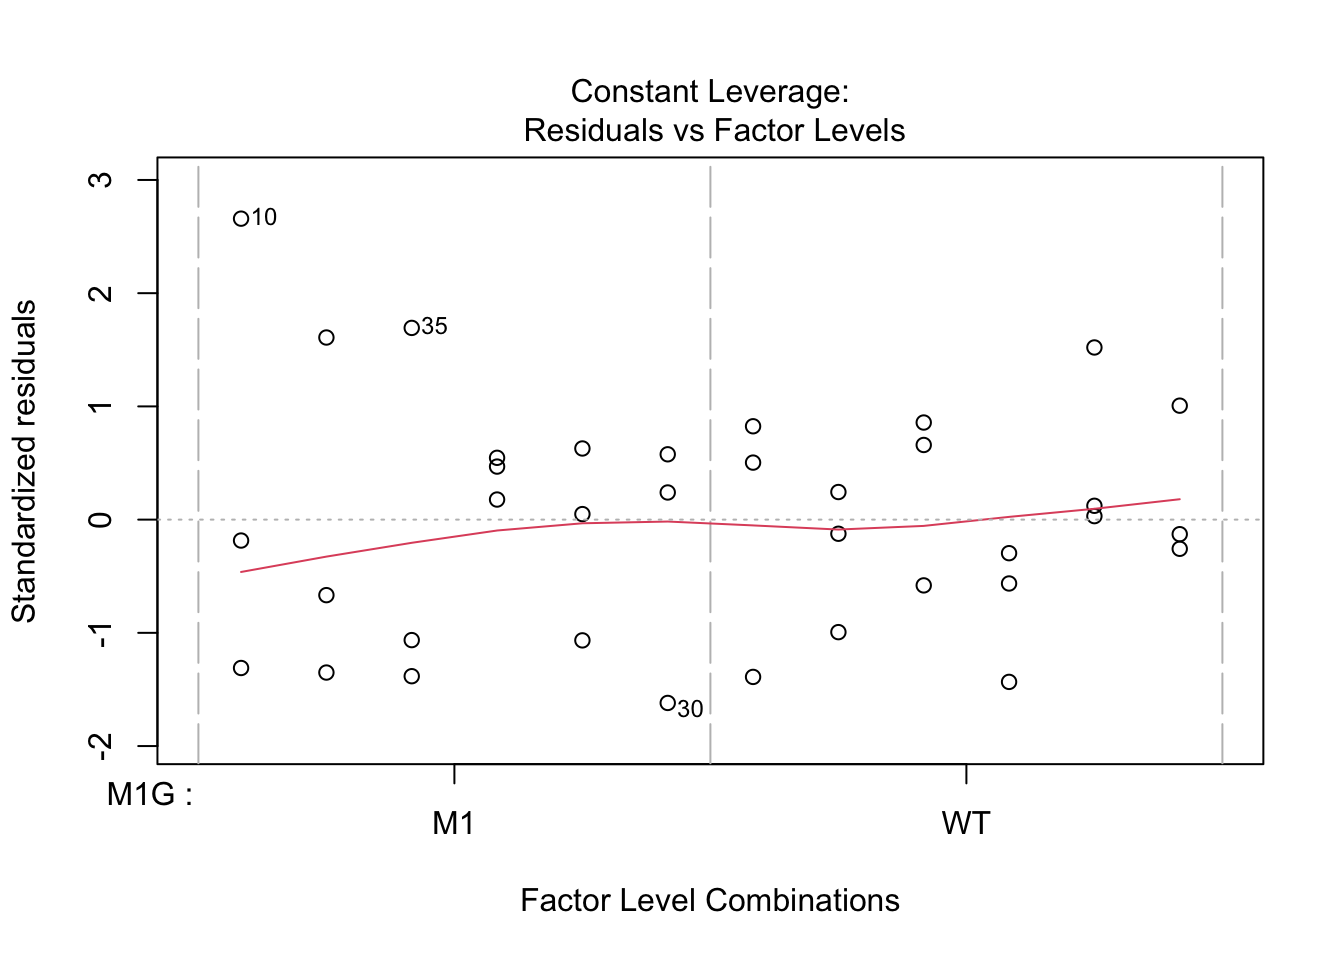 Constant Leverage:
Residuals vs Factor Levels
Standardized residuals
3
2
1
0
-1
-2
10
35
30
M1G :
M1
WT
Factor Level Combinations